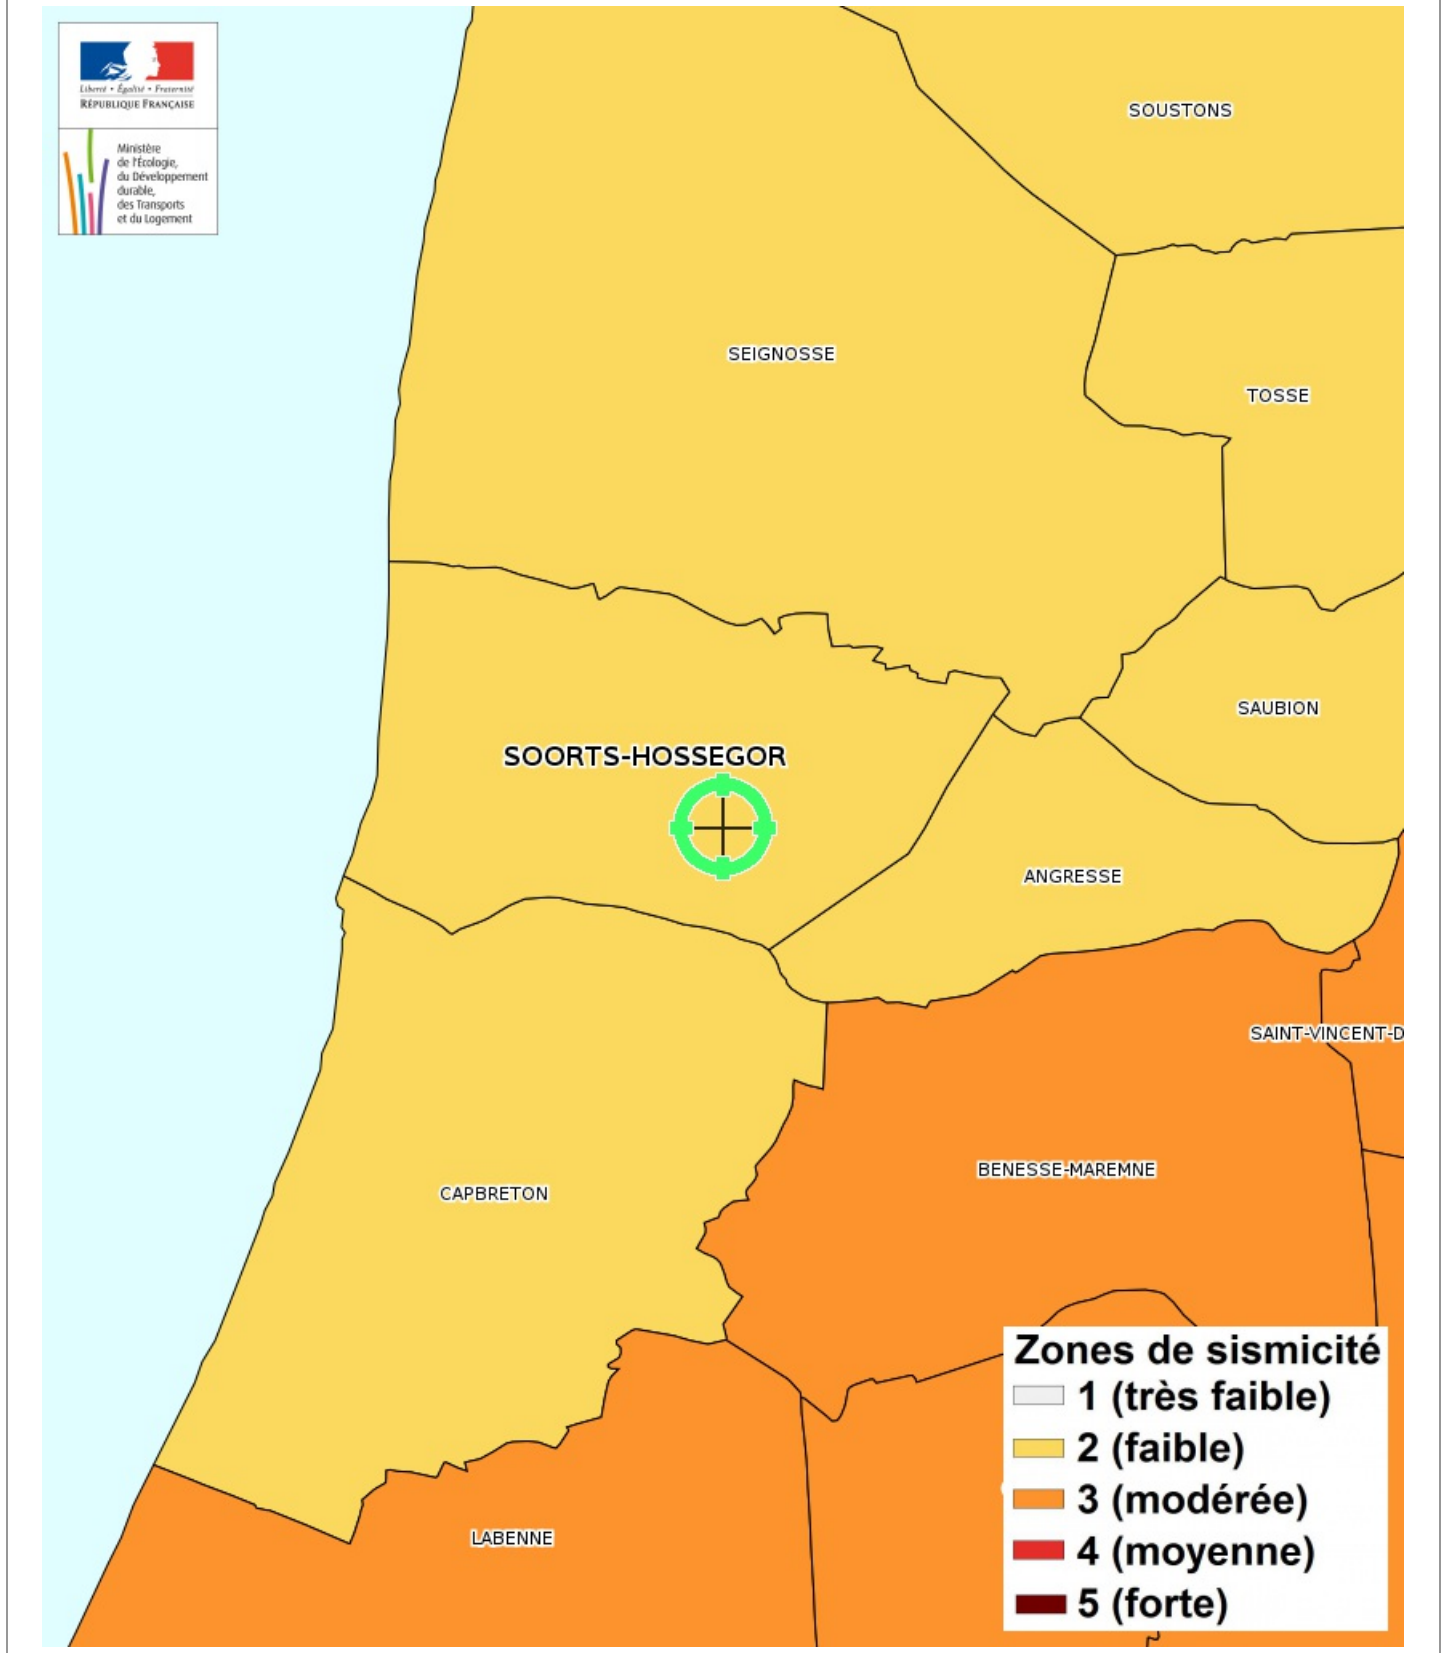 Liberté • Égalité • Fraternité
RÉPUBLIQUE FRANÇAISE
Ministère
de l'Écologie,
du Développement
durable,
des Transports
et du Logement
SOUSTONS
SEIGNOSSE
TOSSE
SAUBION
SOORTS-HOSSEGOR
ANGRESSE
SAINT-VINCENT-D
BENESSE-MAREMNE
CAPBRETON
LABENNE
Zones de sismicité
1 (très faible)
2 (faible)
3 (modérée)
4 (moyenne)
5 (forte)